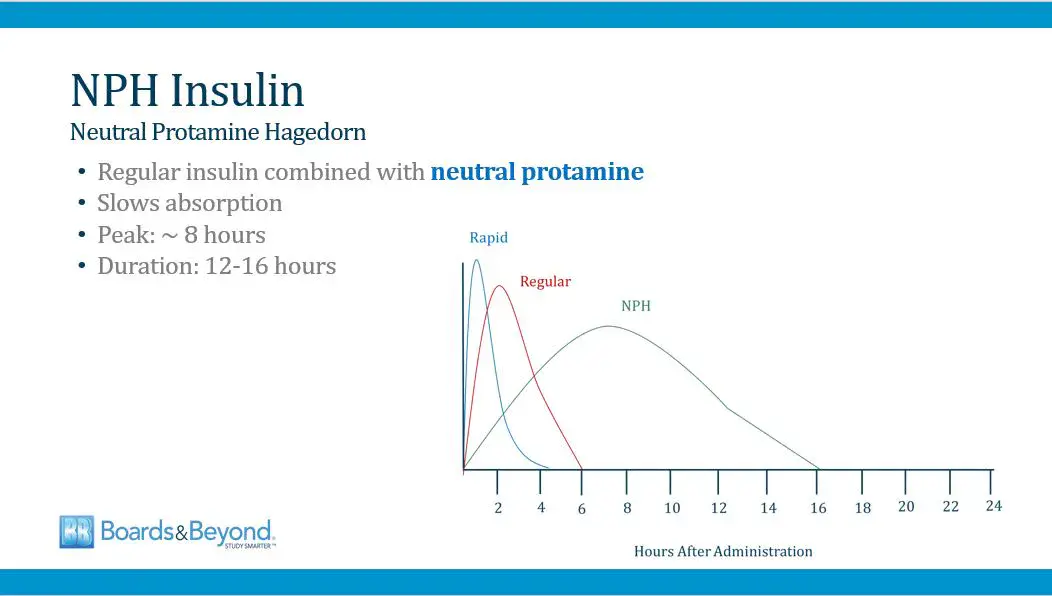 NPH Insulin
Neutral Protamine Hagedorn
• Regular insulin combined with neutral protamine
• Slows absorption
• Peak: ~ 8 hours
• Duration: 12-16 hours
Rapid
Regular
NPH
2 4 6 8 10 12 14 16 18 20 22 24
Hours After Administration
BB Boards&Beyond.
STUDY SMARTER™